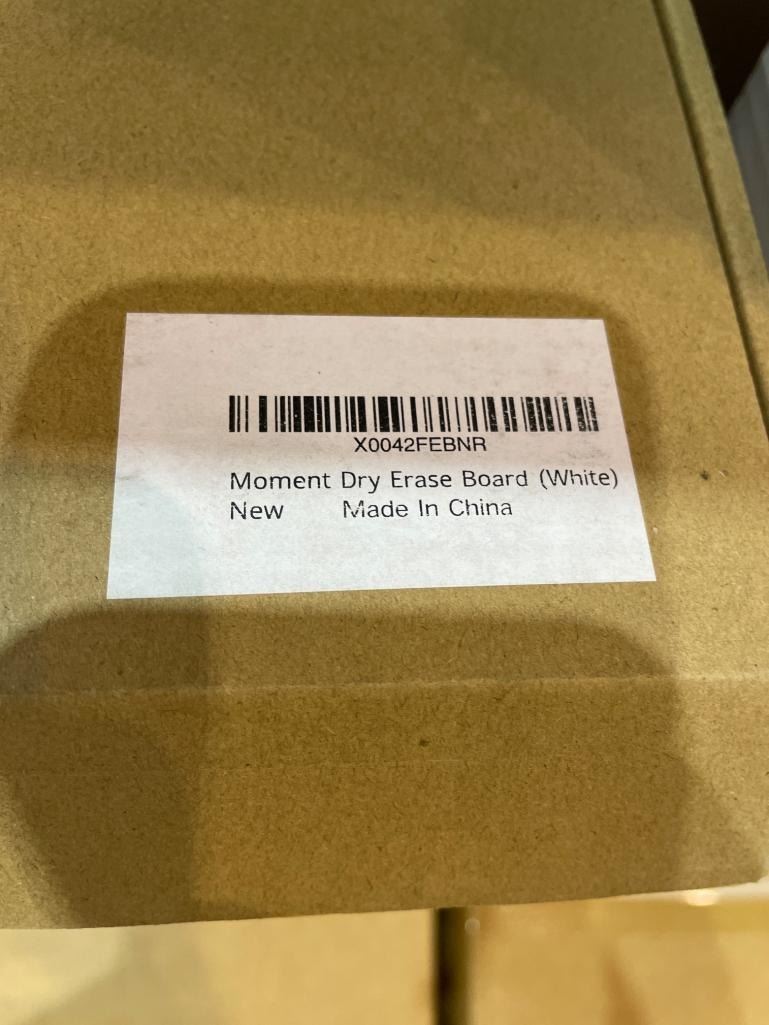 X0042FEBNR
Moment Dry Erase Board (White)
New Made In China